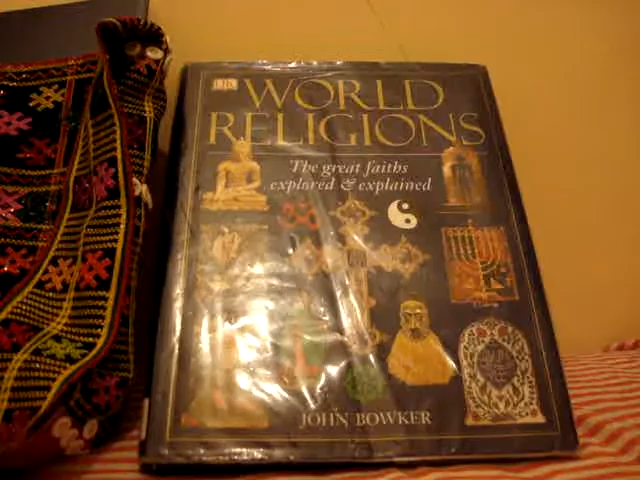 DK
WORLD
RELIGIONS
The great faiths
explored & explained
JOHN BOWKER